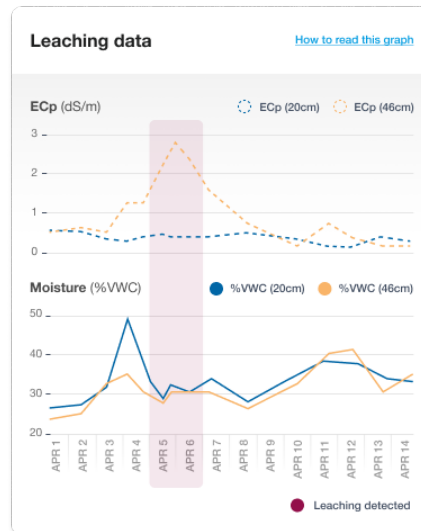 Leaching data How to read this graph
ECp (dS/m) ECp (20cm) ECp (46cm)
3
2
1
0
Moisture (%VWC) %VWC (20cm) %VWC (46cm)
50
40
30
20
APR 1 APR 2 APR 3 APR 4 APR 5 APR 6 APR 7 APR 8 APR 9 APR 10 APR 11 APR 12 APR 13 APR 14
Leaching detected